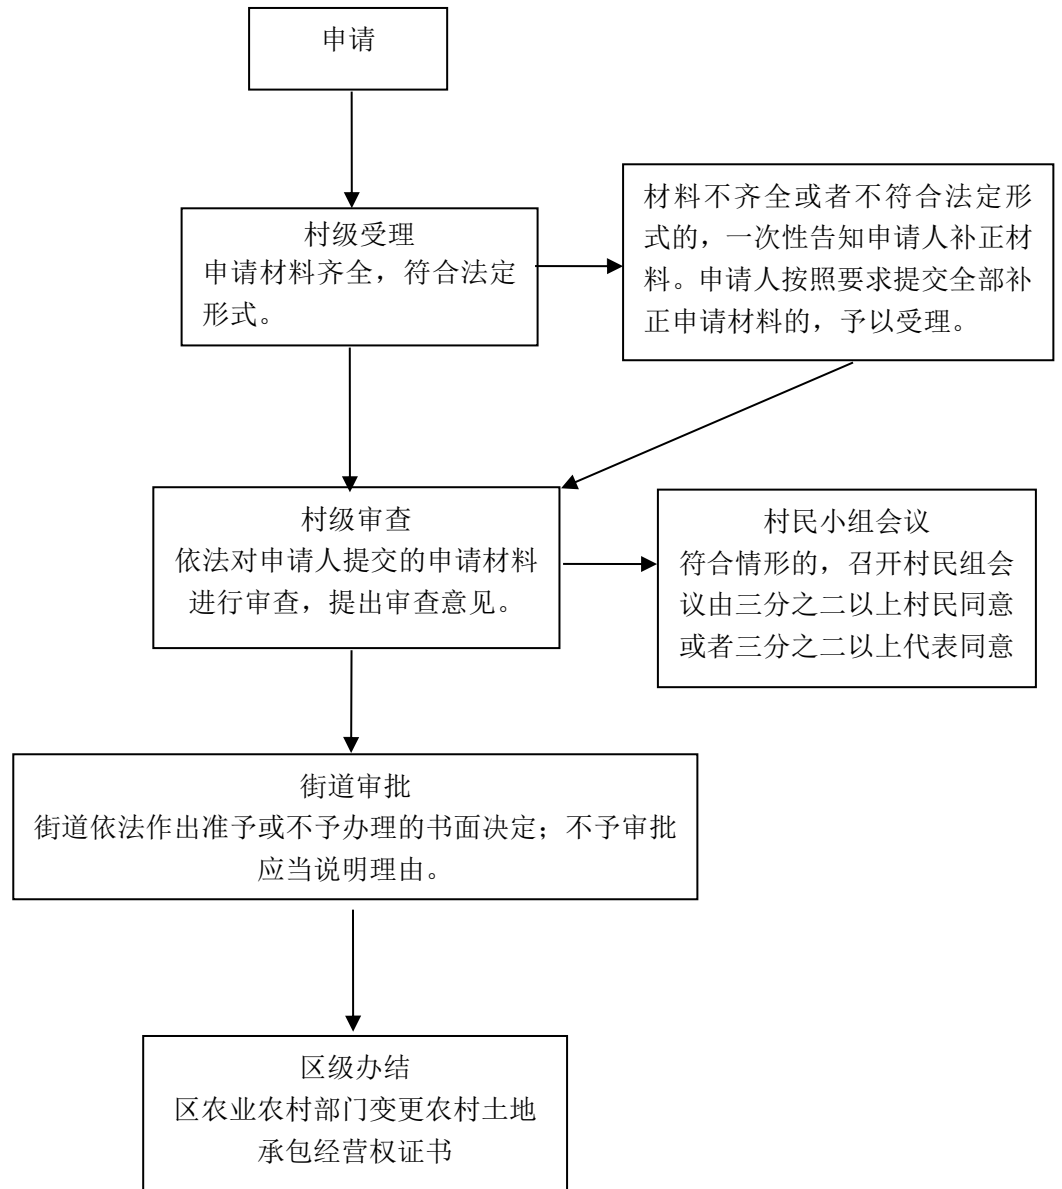 申请
村级受理
申请材料齐全，符合法定
形式。
材料不齐全或者不符合法定形
式的，一次性告知申请人补正材
料。申请人按照要求提交全部补
正申请材料的，予以受理。
村级审查
依法对申请人提交的申请材料
进行审查，提出审查意见。
村民小组会议
符合情形的，召开村民组会
议由三分之二以上村民同意
或者三分之二以上代表同意
街道审批
街道依法作出准予或不予办理的书面决定；不予审批
应当说明理由。
区级办结
区农业农村部门变更农村土地
承包经营权证书